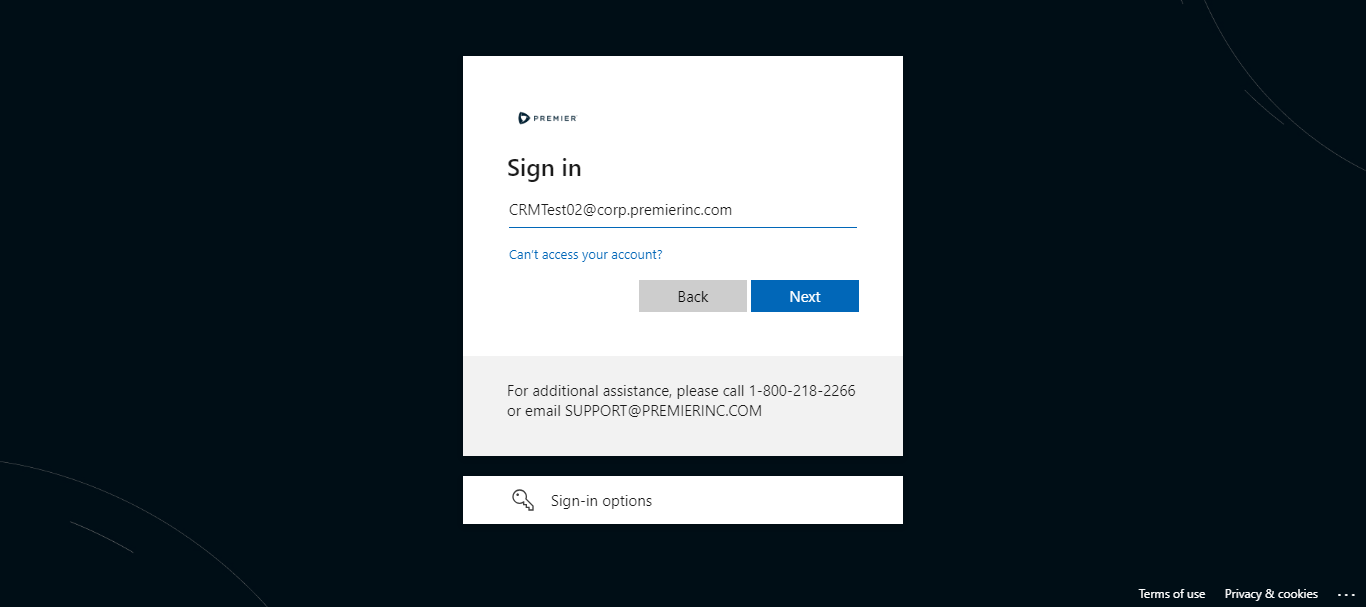 PREMIER
Sign in
CRMTest02@corp.premierinc.com
Can't access your account?
Back
Next
For additional assistance, please call 1-800-218-2266
or email SUPPORT@PREMIERINC.COM
Sign-in options
Terms of use
Privacy & cookies
...